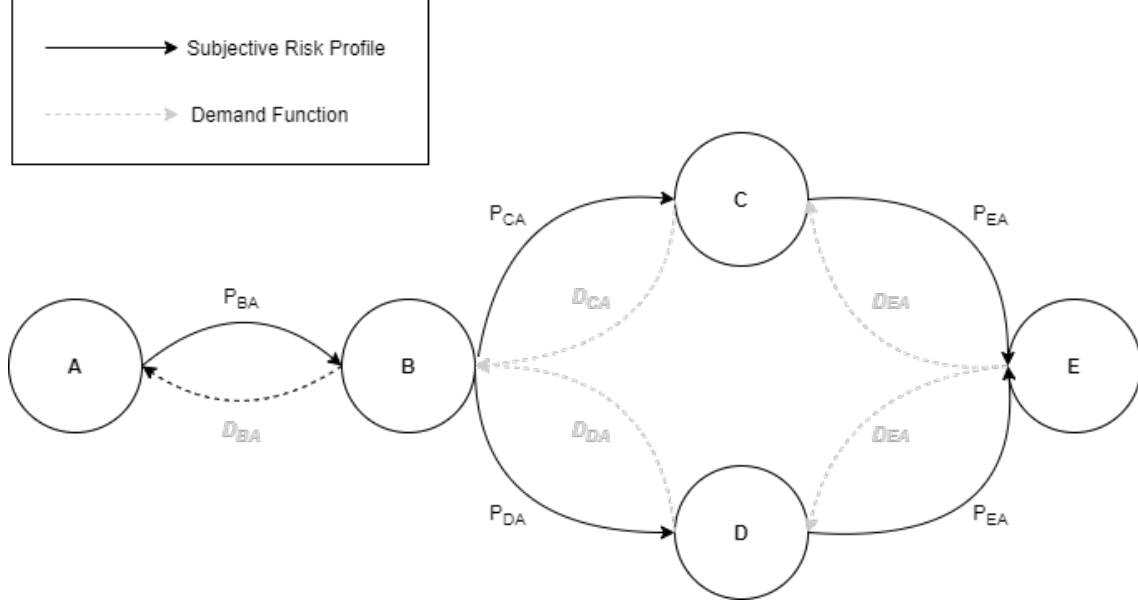 Subjective Risk Profile
Demand Function
C
P_CA
P_EA
D_CA
D_EA
P_BA
A
B
E
D_BA
D_DA
D_EA
P_DA
P_EA
D